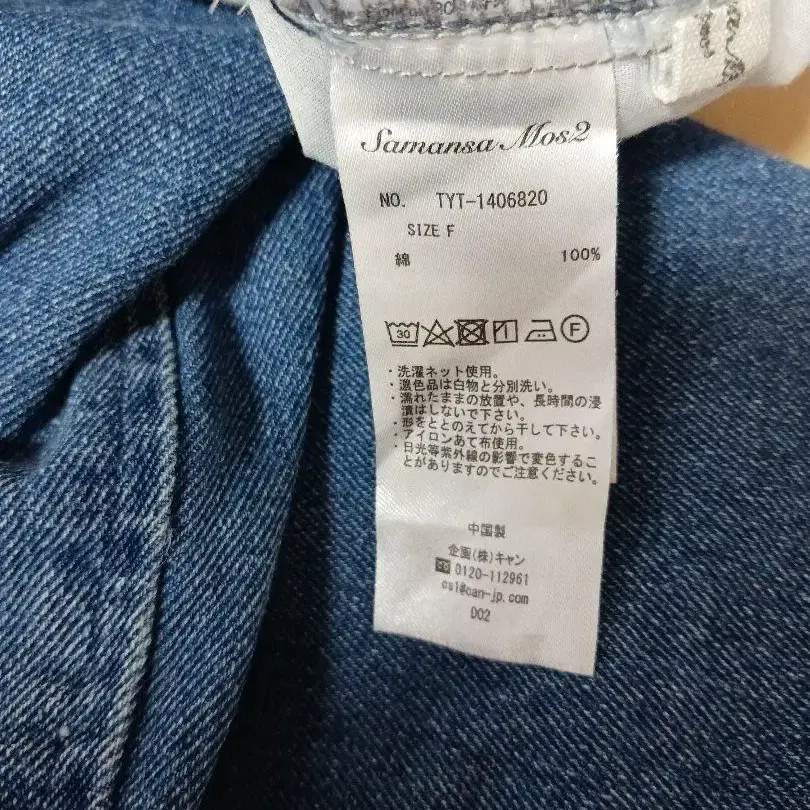 Samansa Mos2
NO. TYT-1406820
SIZE F
綿 100%
30 F
・洗濯ネット使用。
・濃色品は白物と分別洗い。
・濡れたままの放置や、長時間の浸
漬はしないで下さい。
・形をととのえてから干して下さい。
・アイロンあて布使用。
・日光等紫外線の影響で変色するこ
とがありますのでご注意ください。
中国製
企画(株)キャン
0120-112961
cs1@can-jp.com
D02